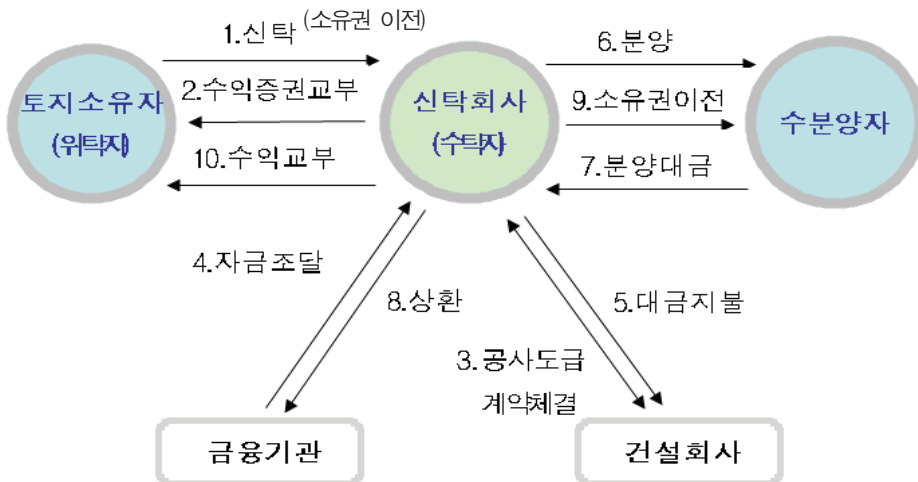 1.신탁 (소유권 이전)
6.분양
2.수익증권교부
9.소유권이전
토지소유자
(위탁자)
신탁회사
(수탁자)
수분양자
10.수익교부
7.분양대금
4.자금조달
8.상환
5.대금지불
3.공사도급
계약체결
금융기관
건설회사